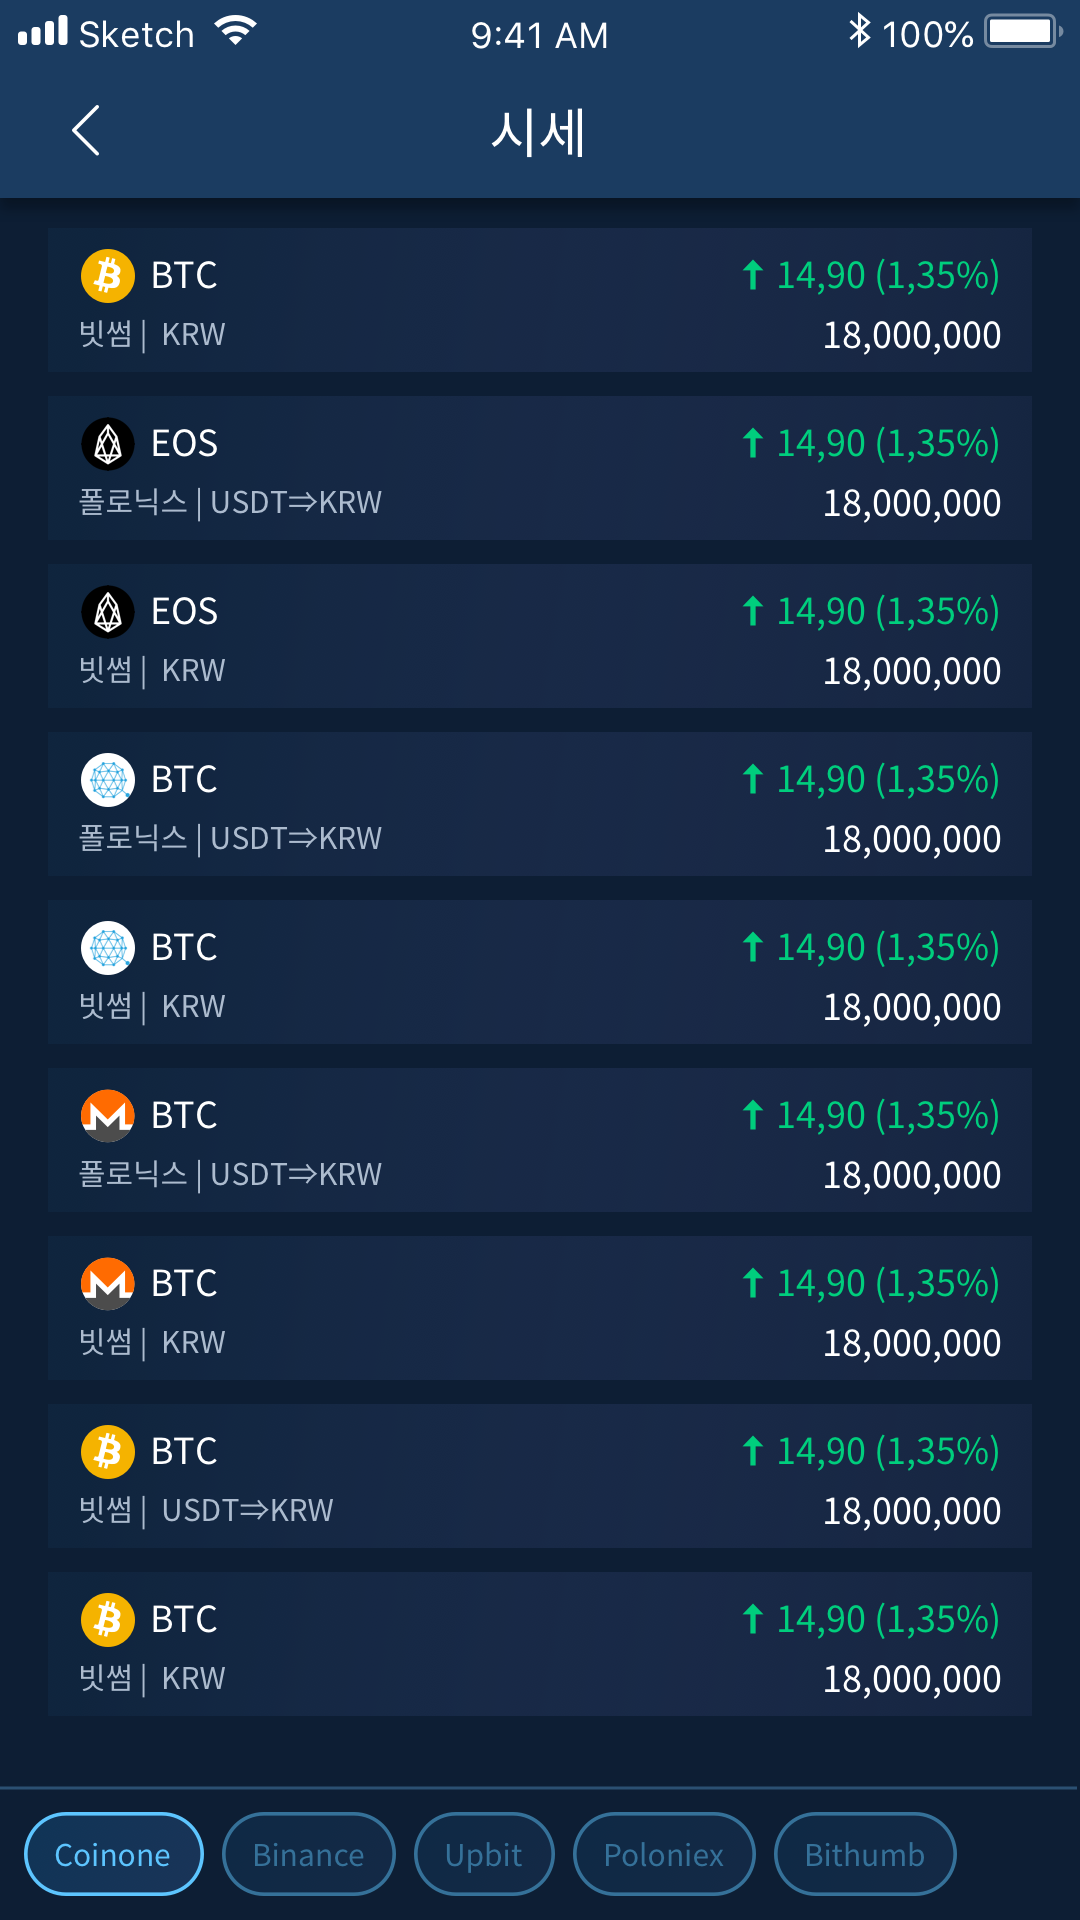 Sketch 9:41 AM 100%
시세
BTC ↑ 14,90 (1,35%)
빗썸 | KRW 18,000,000
EOS ↑ 14,90 (1,35%)
폴로닉스 | USDT⇒KRW 18,000,000
EOS ↑ 14,90 (1,35%)
빗썸 | KRW 18,000,000
BTC ↑ 14,90 (1,35%)
폴로닉스 | USDT⇒KRW 18,000,000
BTC ↑ 14,90 (1,35%)
빗썸 | KRW 18,000,000
BTC ↑ 14,90 (1,35%)
폴로닉스 | USDT⇒KRW 18,000,000
BTC ↑ 14,90 (1,35%)
빗썸 | KRW 18,000,000
BTC ↑ 14,90 (1,35%)
빗썸 | USDT⇒KRW 18,000,000
BTC ↑ 14,90 (1,35%)
빗썸 | KRW 18,000,000
Coinone Binance Upbit Poloniex Bithumb